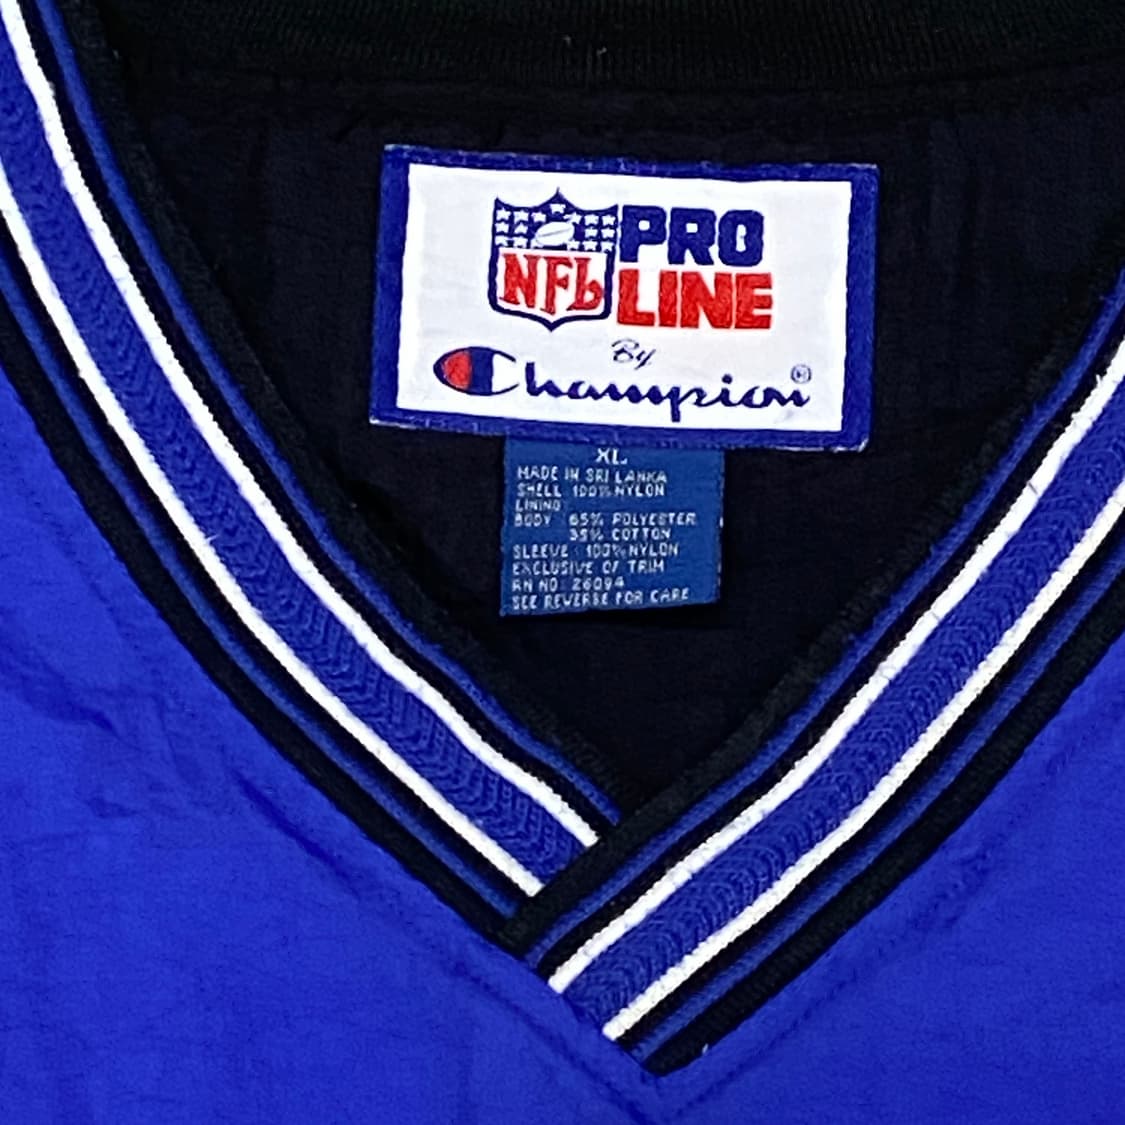 NFL PRO
LINE
By
Champion®
XL
MADE IN SRI LANKA
SHELL 100% NYLON
LINING
BODY 65% POLYESTER
35% COTTON
SLEEVE : 100% NYLON
EXCLUSIVE OF TRIM
RN NO: 26094
SEE REVERSE FOR CARE